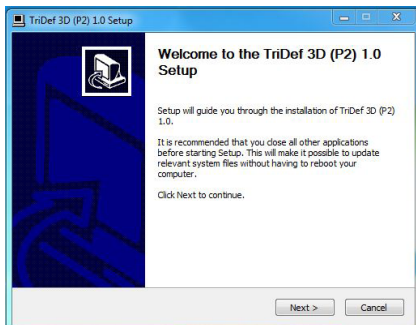 TriDef 3D (P2) 1.0 Setup
Welcome to the TriDef 3D (P2) 1.0
Setup
Setup will guide you through the installation of TriDef 3D (P2)
1.0.
It is recommended that you close all other applications
before starting Setup. This will make it possible to update
relevant system files without having to reboot your
computer.
Click Next to continue.
Next >
Cancel